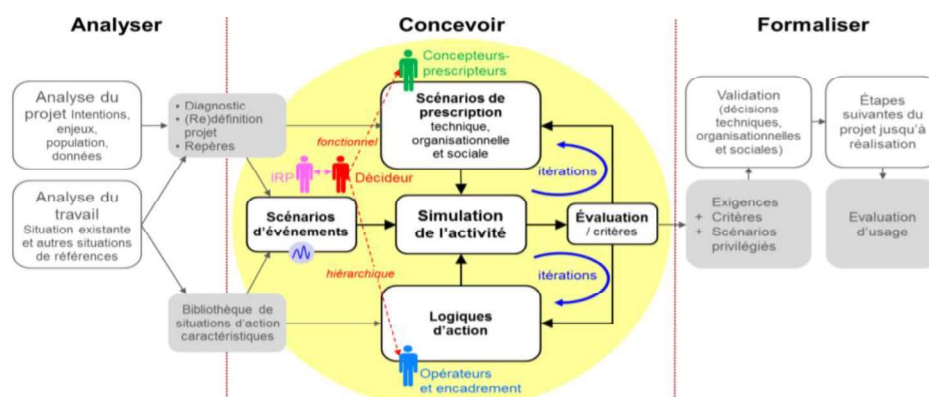 Analyser
Concevoir
Formaliser
Analyse du
projet Intentions,
enjeux,
population,
données
Analyse du
travail
Situation existante
et autres situations
de références
• Diagnostic
• (Re)définition
projet
• Repères
Bibliothèque de
situations d'action
caractéristiques
Concepteurs-
prescripteurs
Scénarios de
prescription
technique,
organisationnelle
et sociale
fonctionnel
IRP
Décideur
itérations
Scénarios
d'événements
Simulation
de l'activité
Évaluation
/ critères
hiérarchique
itérations
Logiques
d'action
Opérateurs
et encadrement
Validation
(décisions
techniques,
organisationnelles
et sociales)
Étapes
suivantes du
projet jusqu'à
réalisation
Exigences
+ Critères
+ Scénarios
privilégiés
Evaluation
d'usage